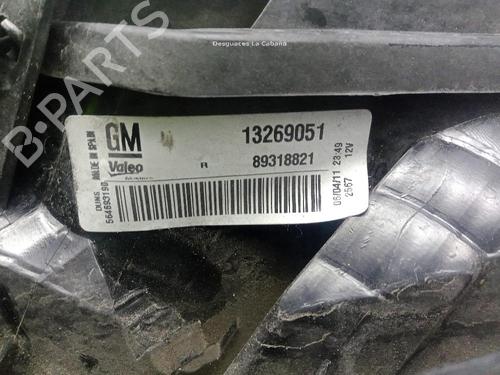 Desguaces La Cabaña
B-PARTS
MADE IN SPAIN
GM
13269051
Valeo
R
89318821
DUNS
564693190
06/04/11 23:49
2567 12V